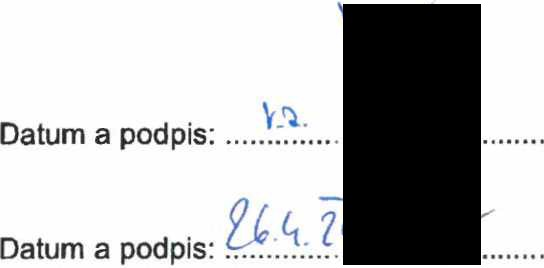 Datum a podpis: ............. v.z. .......
Datum a podpis: 26.4. .......